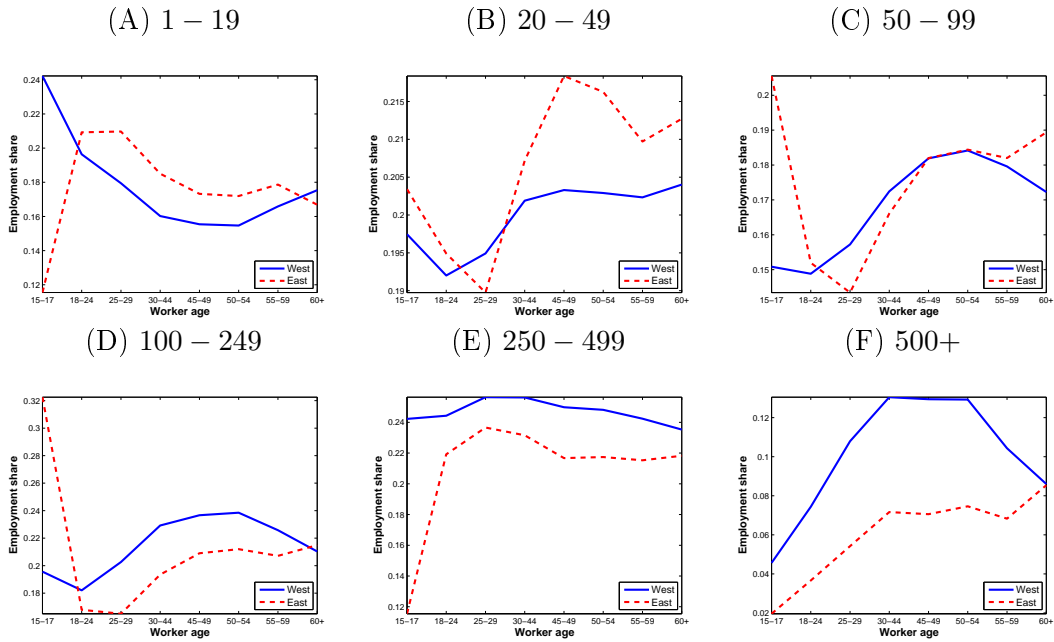 (A) 1 − 19
(B) 20 − 49
(C) 50 − 99
Employment share
0.24
0.22
0.2
0.18
0.16
0.14
0.12
West
East
15−17 18−24 25−29 30−44 45−49 50−54 55−59 60+
Worker age
Employment share
0.215
0.21
0.205
0.2
0.195
0.19
West
East
15−17 18−24 25−29 30−44 45−49 50−54 55−59 60+
Worker age
Employment share
0.2
0.19
0.18
0.17
0.16
0.15
West
East
15−17 18−24 25−29 30−44 45−49 50−54 55−59 60+
Worker age
(D) 100 − 249
(E) 250 − 499
(F) 500+
Employment share
0.32
0.3
0.28
0.26
0.24
0.22
0.2
0.18
West
East
15−17 18−24 25−29 30−44 45−49 50−54 55−59 60+
Worker age
Employment share
0.24
0.22
0.2
0.18
0.16
0.14
0.12
West
East
15−17 18−24 25−29 30−44 45−49 50−54 55−59 60+
Worker age
Employment share
0.12
0.1
0.08
0.06
0.04
0.02
West
East
15−17 18−24 25−29 30−44 45−49 50−54 55−59 60+
Worker age